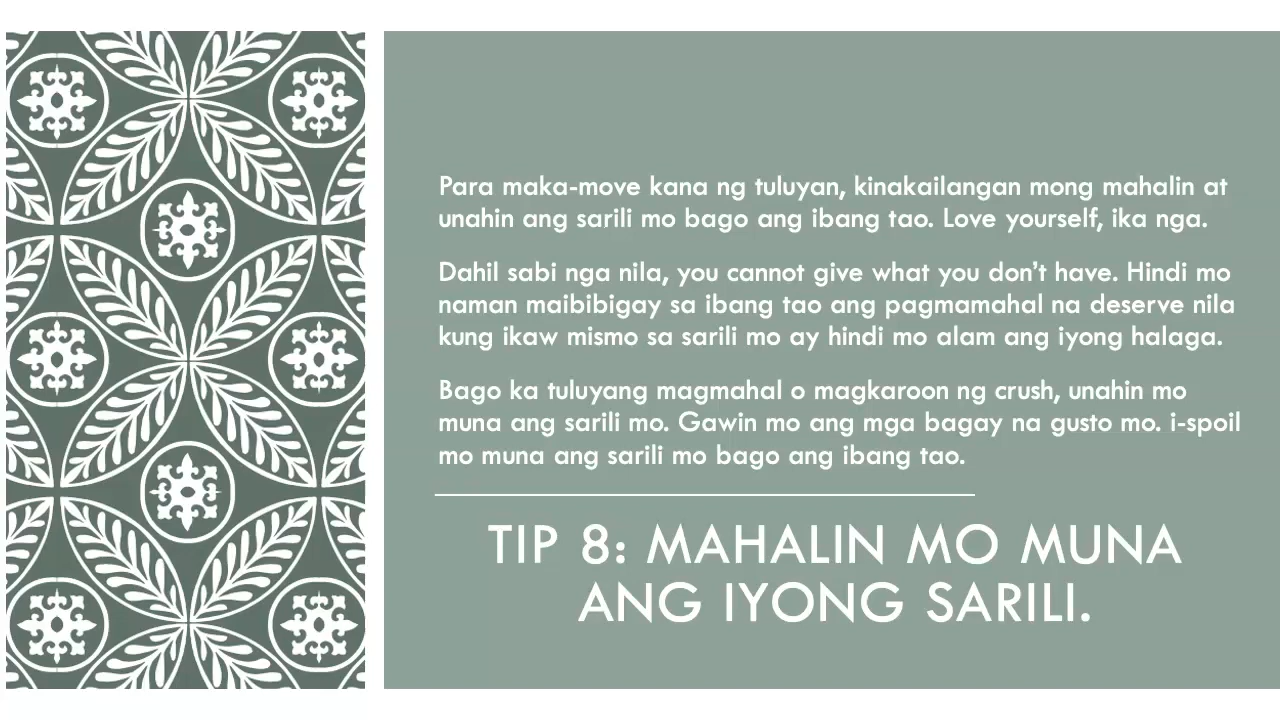 Para maka-move kana ng tuluyan, kinakailangan mong mahalin at
unahin ang sarili mo bago ang ibang tao. Love yourself, ika nga.
Dahil sabi nga nila, you cannot give what you don’t have. Hindi mo
naman maibibigay sa ibang tao ang pagmamahal na deserve nila
kung ikaw mismo sa sarili mo ay hindi mo alam ang iyong halaga.
Bago ka tuluyang magmahal o magkaroon ng crush, unahin mo
muna ang sarili mo. Gawin mo ang mga bagay na gusto mo. i-spoil
mo muna ang sarili mo bago ang ibang tao.
TIP 8: MAHALIN MO MUNA
ANG IYONG SARILI.